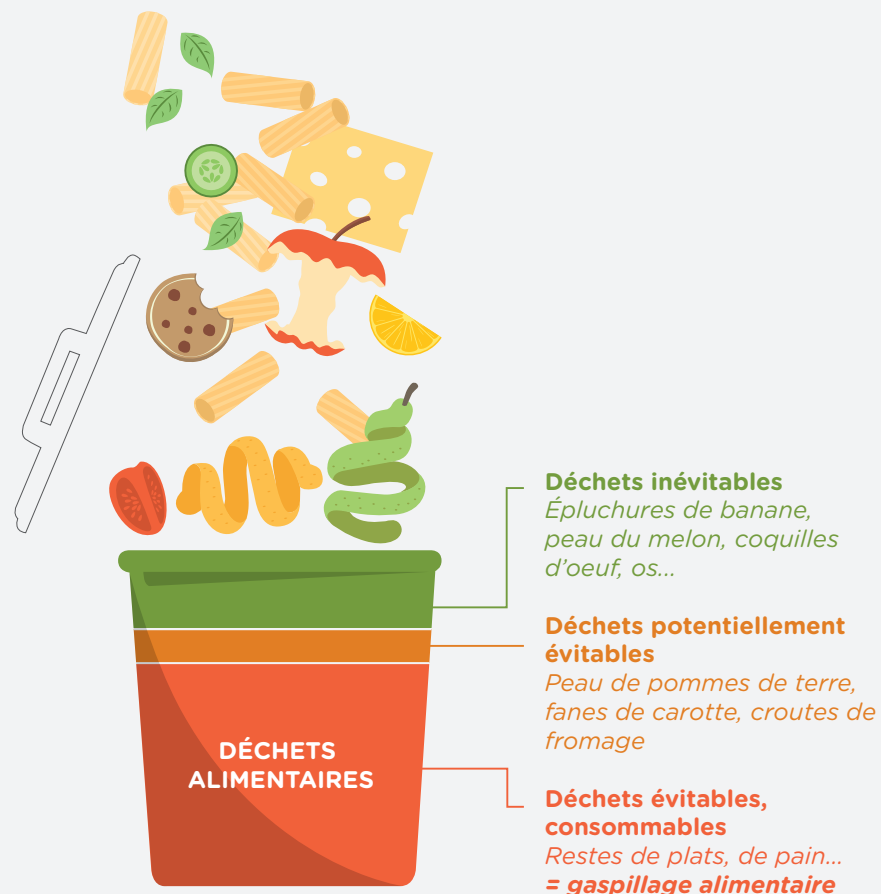 Déchets inévitables
Épluchures de banane,
peau du melon, coquilles
d'oeuf, os...
Déchets potentiellement
évitables
Peau de pommes de terre,
fanes de carotte, croutes de
fromage
DÉCHETS
ALIMENTAIRES
Déchets évitables,
consommables
Restes de plats, de pain...
= gaspillage alimentaire